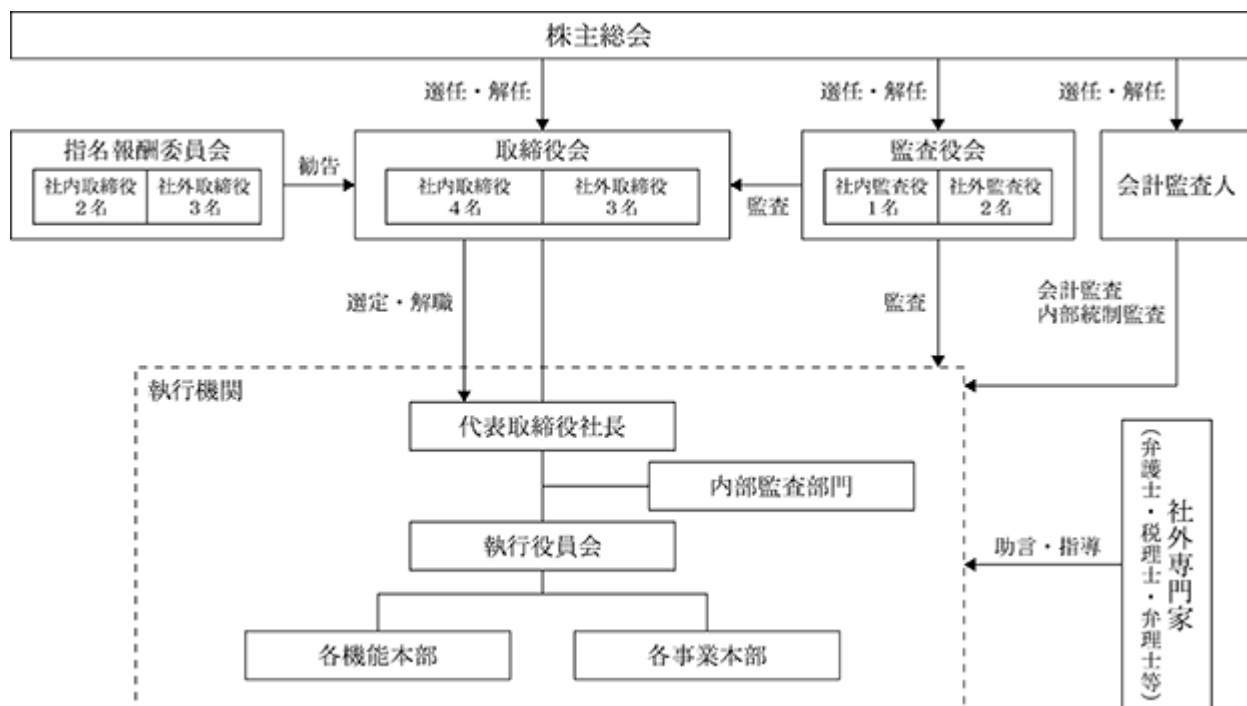 株主総会
選任・解任
選任・解任
選任・解任
指名報酬委員会
社内取締役
2名
社外取締役
3名
勧告
取締役会
社内取締役
4名
社外取締役
3名
監査
監査役会
社内監査役
1名
社外監査役
2名
会計監査人
選定・解職
監査
会計監査
内部統制監査
執行機関
代表取締役社長
内部監査部門
執行役員会
各機能本部
各事業本部
助言・指導
社外専門家
（弁護士・税理士・弁理士等）